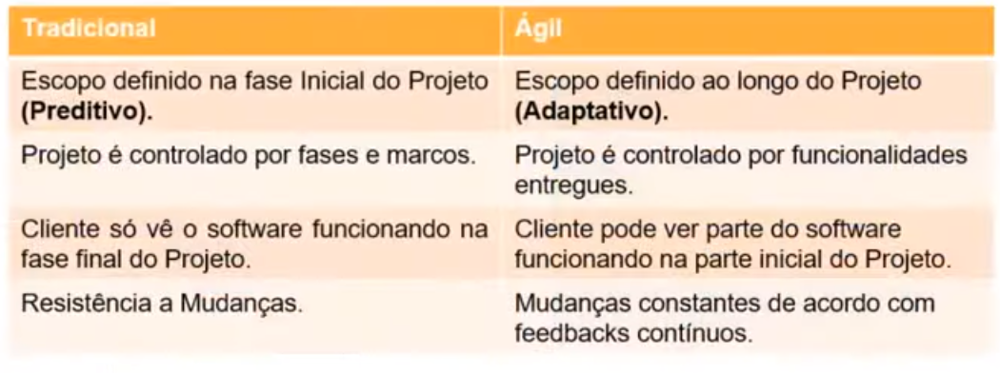 Tradicional
Ágil
Escopo definido na fase Inicial do Projeto
(Preditivo).
Escopo definido ao longo do Projeto
(Adaptativo).
Projeto é controlado por fases e marcos.
Projeto é controlado por funcionalidades
entregues.
Cliente só vê o software funcionando na
fase final do Projeto.
Cliente pode ver parte do software
funcionando na parte inicial do Projeto.
Resistência a Mudanças.
Mudanças constantes de acordo com
feedbacks contínuos.